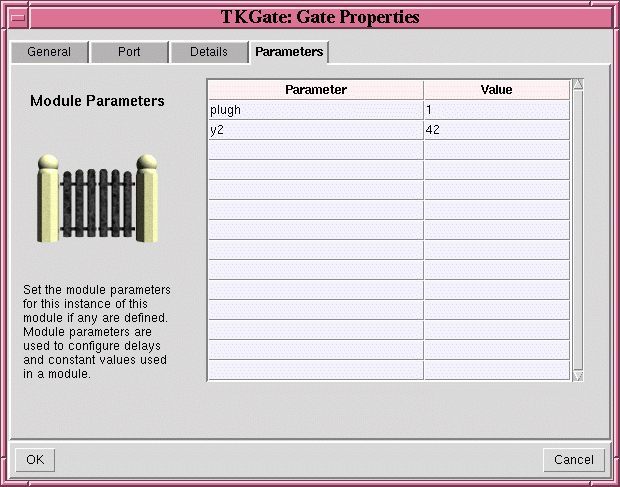 TKGate: Gate Properties
General Port Details Parameters
Module Parameters
Parameter Value
plugh 1
y2 42
Set the module parameters
for this instance of this
module if any are defined.
Module parameters are
used to configure delays
and constant values used
in a module.
OK Cancel